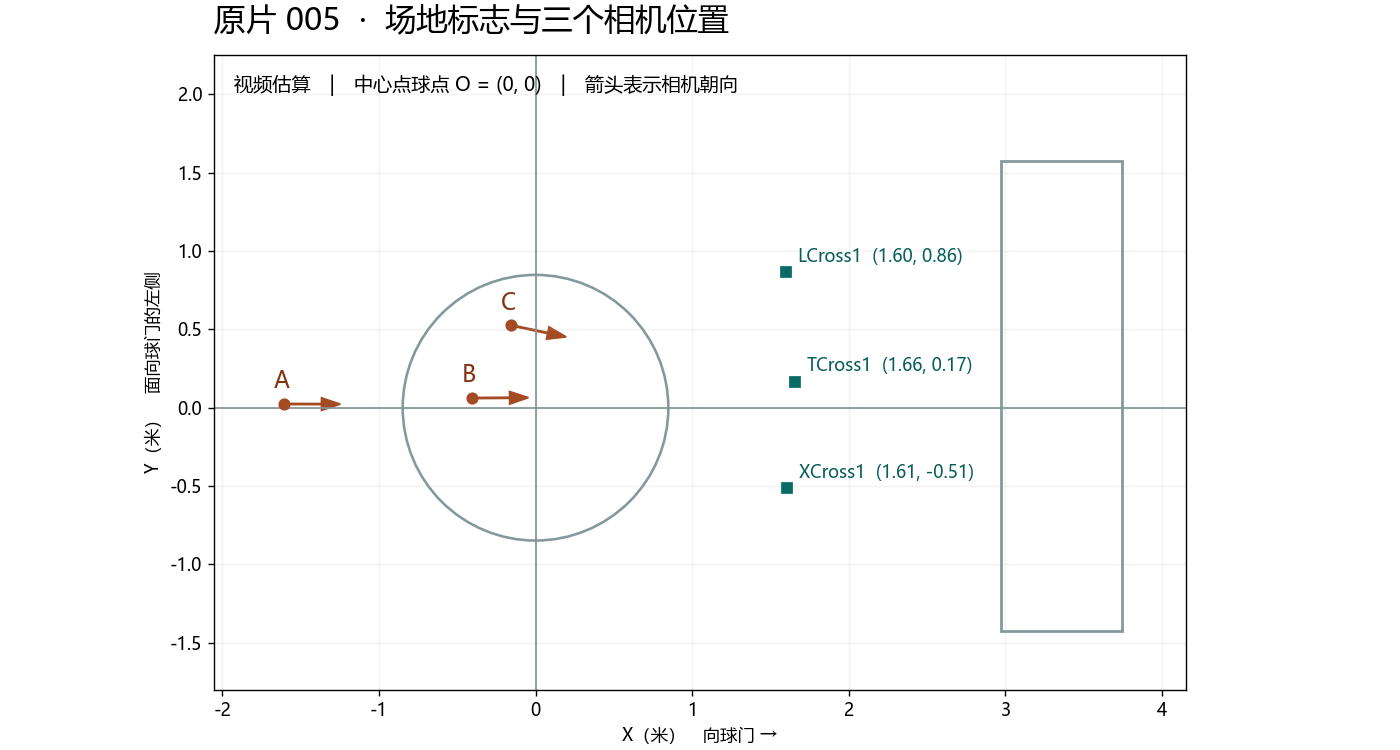 原片 005 · 场地标志与三个相机位置
视频估算 | 中心点球点 O = (0, 0) | 箭头表示相机朝向
2.0
1.5
1.0
0.5
0.0
-0.5
-1.0
-1.5
Y（米） 面向球门的左侧
LCross1 (1.60, 0.86)
C
TCross1 (1.66, 0.17)
B
A
XCross1 (1.61, -0.51)
-2 -1 0 1 2 3 4
X（米） 向球门 →